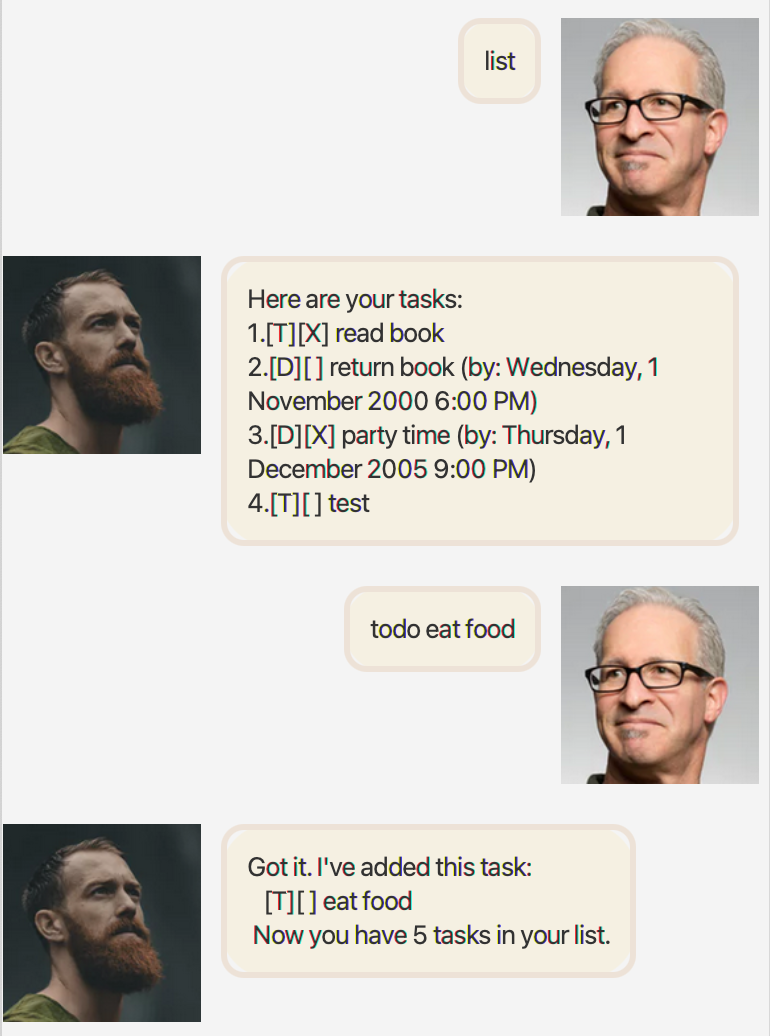 list
Here are your tasks:
1.[T][X] read book
2.[D][ ] return book (by: Wednesday, 1
November 2000 6:00 PM)
3.[D][X] party time (by: Thursday, 1
December 2005 9:00 PM)
4.[T][ ] test
todo eat food
Got it. I've added this task:
[T][ ] eat food
Now you have 5 tasks in your list.